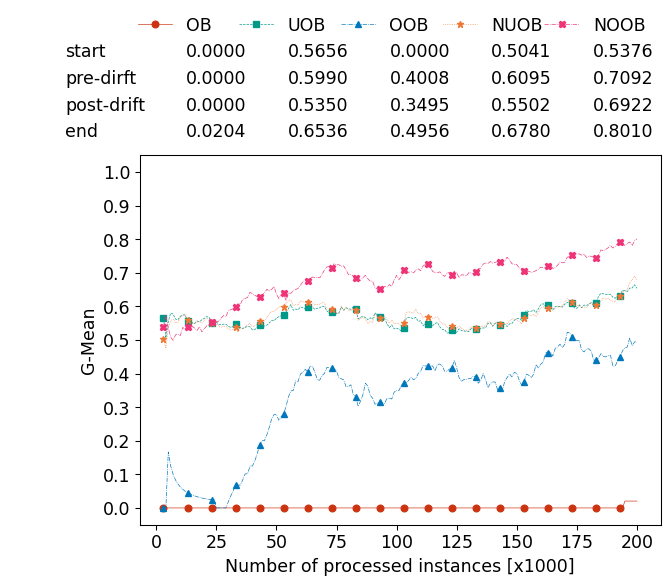 OB UOB OOB NUOB NOOB
start 0.0000 0.5656 0.0000 0.5041 0.5376
pre-dirft 0.0000 0.5990 0.4008 0.6095 0.7092
post-drift 0.0000 0.5350 0.3495 0.5502 0.6922
end 0.0204 0.6536 0.4956 0.6780 0.8010
1.0
0.9
0.8
0.7
0.6
0.5
0.4
0.3
0.2
0.1
0.0
G-Mean
0 25 50 75 100 125 150 175 200
Number of processed instances [x1000]